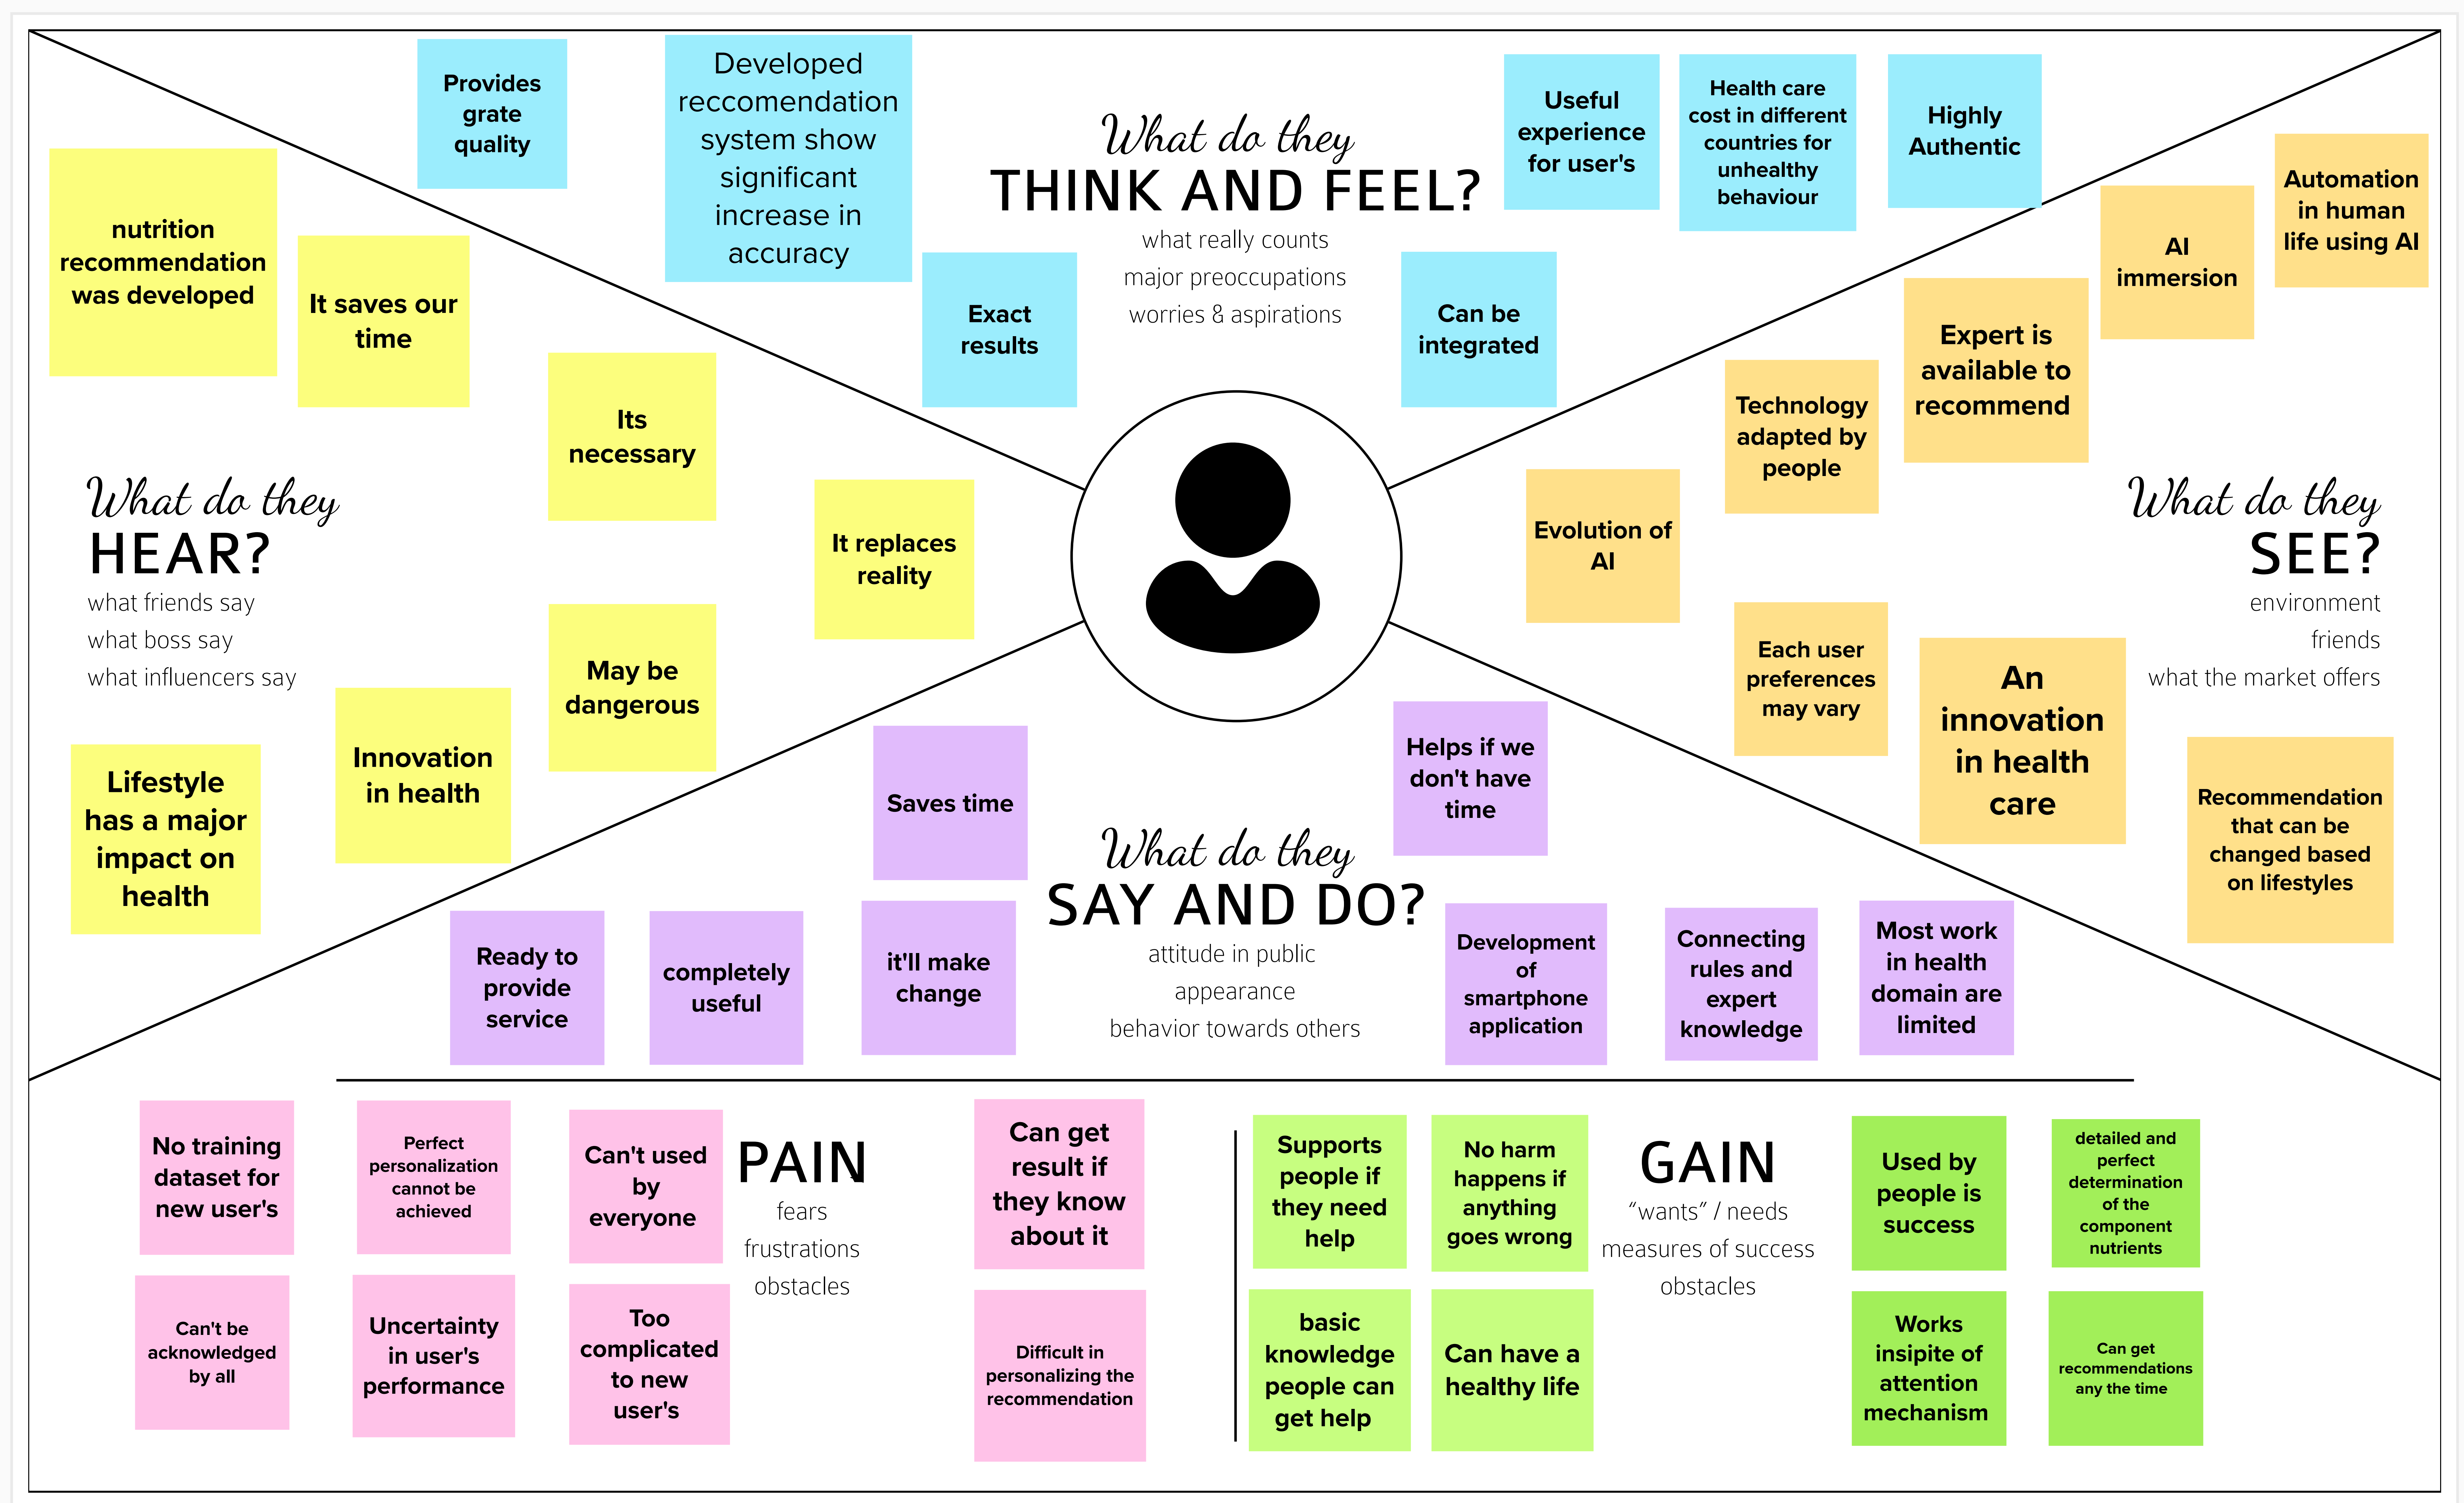 Provides
grate
quality
Developed
reccomendation
system show
significant
increase in
accuracy
Exact
results
What do they
THINK AND FEEL?
what really counts
major preoccupations
worries & aspirations
Useful
experience
for user's
Health care
cost in different
countries for
unhealthy
behaviour
Highly
Authentic
Can be
integrated
nutrition
recommendation
was developed
It saves our
time
Its
necessary
It replaces
reality
What do they
HEAR?
what friends say
what boss say
what influencers say
May be
dangerous
Innovation
in health
Lifestyle
has a major
impact on
health
Automation
in human
life using AI
AI
immersion
Expert is
available to
recommend
Technology
adapted by
people
Evolution of
AI
What do they
SEE?
environment
friends
what the market offers
Each user
preferences
may vary
An
innovation
in health
care
Recommendation
that can be
changed based
on lifestyles
Saves time
Helps if we
don't have
time
What do they
SAY AND DO?
attitude in public
appearance
behavior towards others
Ready to
provide
service
completely
useful
it'll make
change
Development
of
smartphone
application
Connecting
rules and
expert
knowledge
Most work
in health
domain are
limited
No training
dataset for
new user's
Perfect
personalization
cannot be
achieved
Can't used
by
everyone
PAIN
fears
frustrations
obstacles
Can get
result if
they know
about it
Can't be
acknowledged
by all
Uncertainty
in user's
performance
Too
complicated
to new
user's
Difficult in
personalizing the
recommendation
Supports
people if
they need
help
No harm
happens if
anything
goes wrong
GAIN
“wants” / needs
measures of success
obstacles
Used by
people is
success
detailed and
perfect
determination
of the
component
nutrients
basic
knowledge
people can
get help
Can have a
healthy life
Works
insipite of
attention
mechanism
Can get
recommendations
any the time